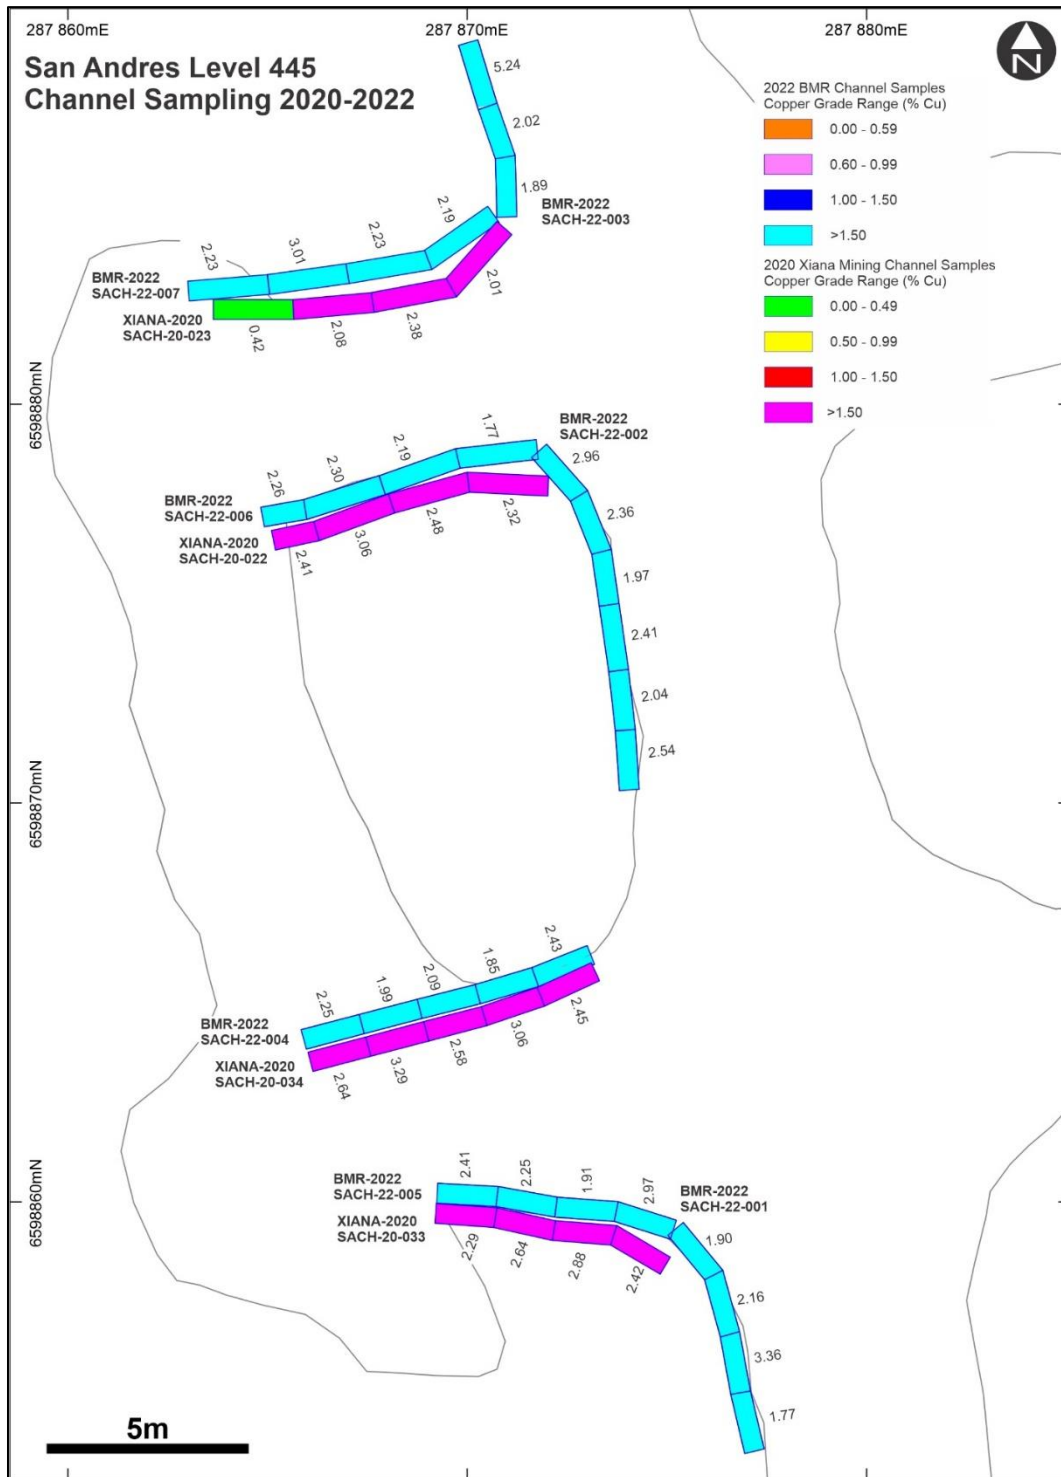 287 860mE
287 870mE
287 880mE
San Andres Level 445
Channel Sampling 2020-2022
N
2022 BMR Channel Samples
Copper Grade Range (% Cu)
0.00 - 0.59
0.60 - 0.99
1.00 - 1.50
>1.50
2020 Xiana Mining Channel Samples
Copper Grade Range (% Cu)
0.00 - 0.49
0.50 - 0.99
1.00 - 1.50
>1.50
5.24
2.02
1.89
BMR-2022
SACH-22-003
2.23
3.01
2.23
2.19
BMR-2022
SACH-22-007
XIANA-2020
SACH-20-023
0.42
2.08
2.38
2.01
6598880mN
BMR-2022
SACH-22-002
2.26
2.30
2.19
1.77
BMR-2022
SACH-22-006
XIANA-2020
SACH-20-022
2.41
3.06
2.48
2.32
2.96
2.36
1.97
2.41
2.04
2.54
6598870mN
2.25
1.99
2.09
1.85
2.43
BMR-2022
SACH-22-004
XIANA-2020
SACH-20-034
2.64
3.29
2.58
3.06
2.45
6598860mN
2.41
2.25
1.91
2.97
BMR-2022
SACH-22-005
XIANA-2020
SACH-20-033
2.29
2.64
2.88
2.42
BMR-2022
SACH-22-001
1.90
2.16
3.36
1.77
5m